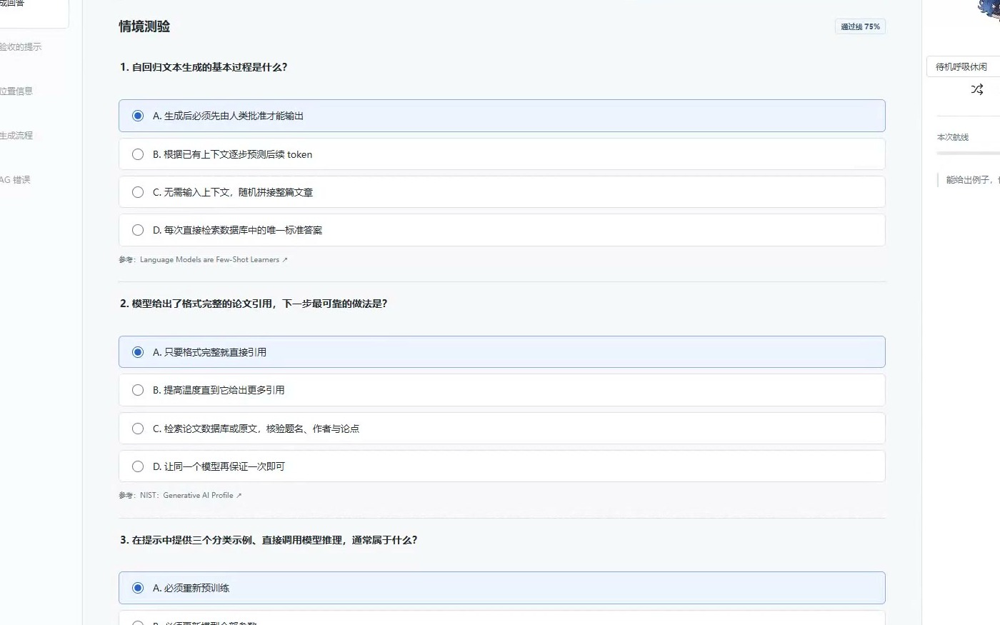 成回答
验收的提示
位置信息
生成流程
AG 错误
情境测验
通过线 75%
1. 自回归文本生成的基本过程是什么？
A. 生成后必须先由人类批准才能输出
B. 根据已有上下文逐步预测后续 token
C. 无需输入上下文，随机拼接整篇文章
D. 每次直接检索数据库中的唯一标准答案
参考：Language Models are Few-Shot Learners ↗
2. 模型给出了格式完整的论文引用，下一步最可靠的做法是？
A. 只要格式完整就直接引用
B. 提高温度直到它给出更多引用
C. 检索论文数据库或原文，核验题名、作者与论点
D. 让同一个模型再保证一次即可
参考：NIST：Generative AI Profile ↗
3. 在提示中提供三个分类示例、直接调用模型推理，通常属于什么？
A. 必须重新预训练
B. 必须更新模型全部参数
待机呼吸休闲
本次航线
能给出例子，